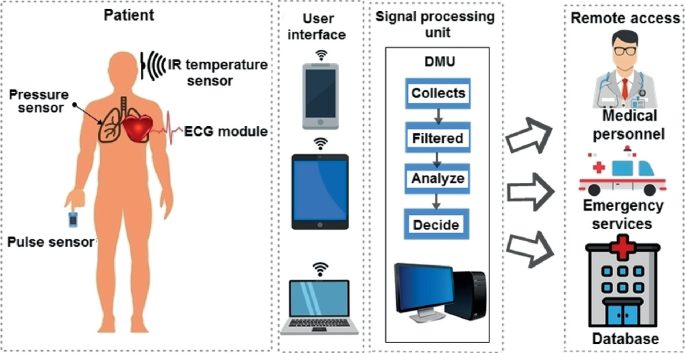 Patient
IR temperature
sensor
Pressure
sensor
ECG module
Pulse sensor
User
interface
Signal processing
unit
DMU
Collects
Filtered
Analyze
Decide
Remote access
Medical
personnel
Emergency
services
Database